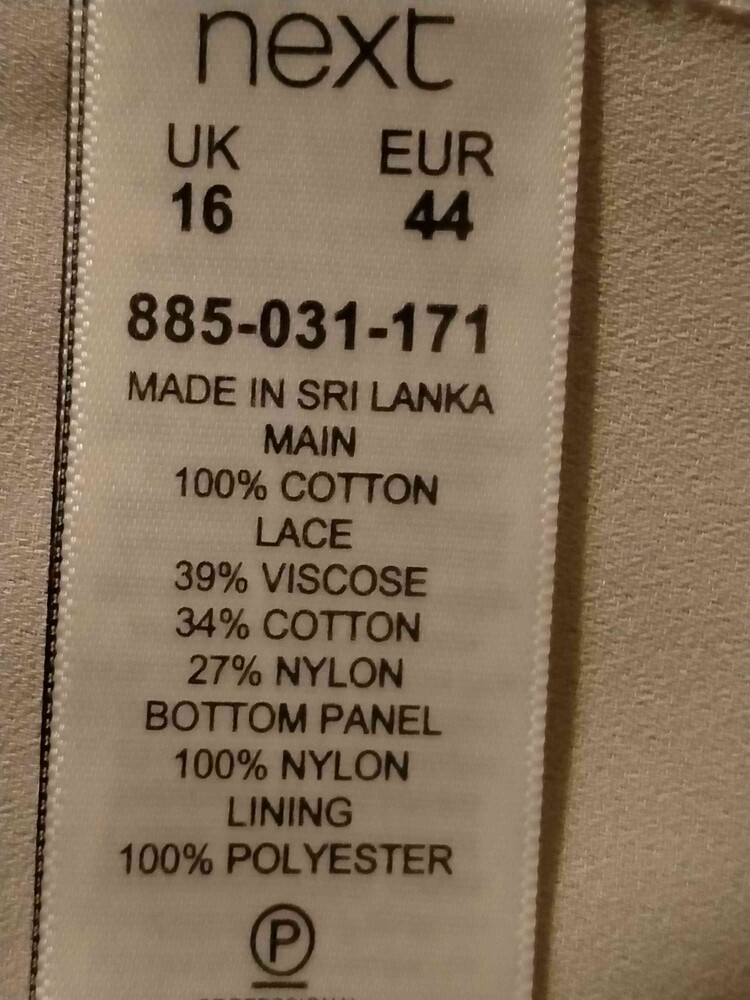 next
UK EUR
16 44
885-031-171
MADE IN SRI LANKA
MAIN
100% COTTON
LACE
39% VISCOSE
34% COTTON
27% NYLON
BOTTOM PANEL
100% NYLON
LINING
100% POLYESTER
P